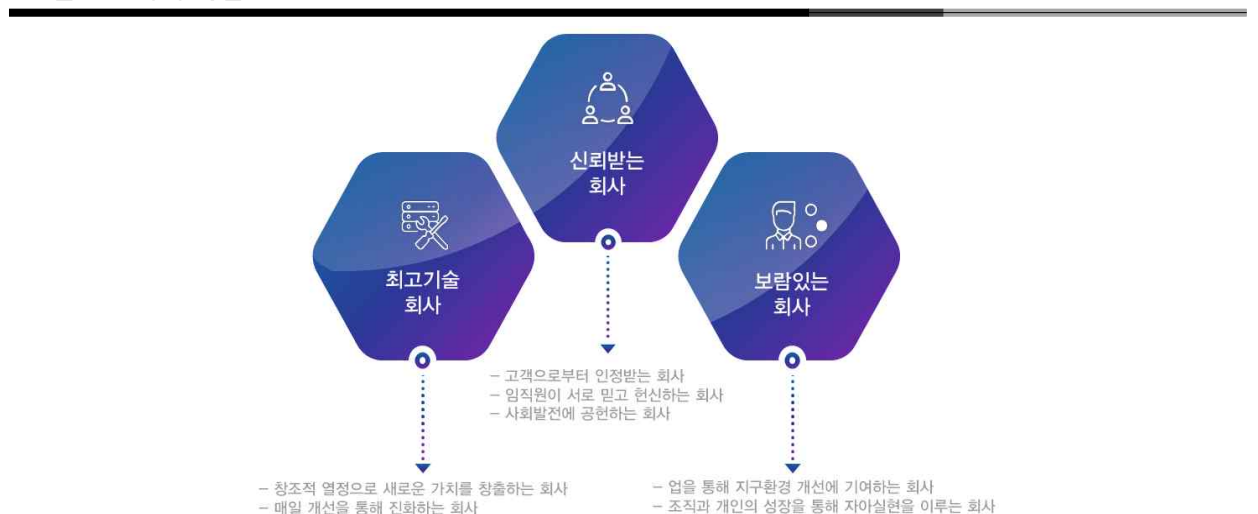 신뢰받는
회사
최고기술
회사
보람있는
회사
– 고객으로부터 인정받는 회사
– 임직원이 서로 믿고 헌신하는 회사
– 사회발전에 공헌하는 회사
– 창조적 열정으로 새로운 가치를 창출하는 회사
– 매일 개선을 통해 진화하는 회사
– 업을 통해 지구환경 개선에 기여하는 회사
– 조직과 개인의 성장을 통해 자아실현을 이루는 회사